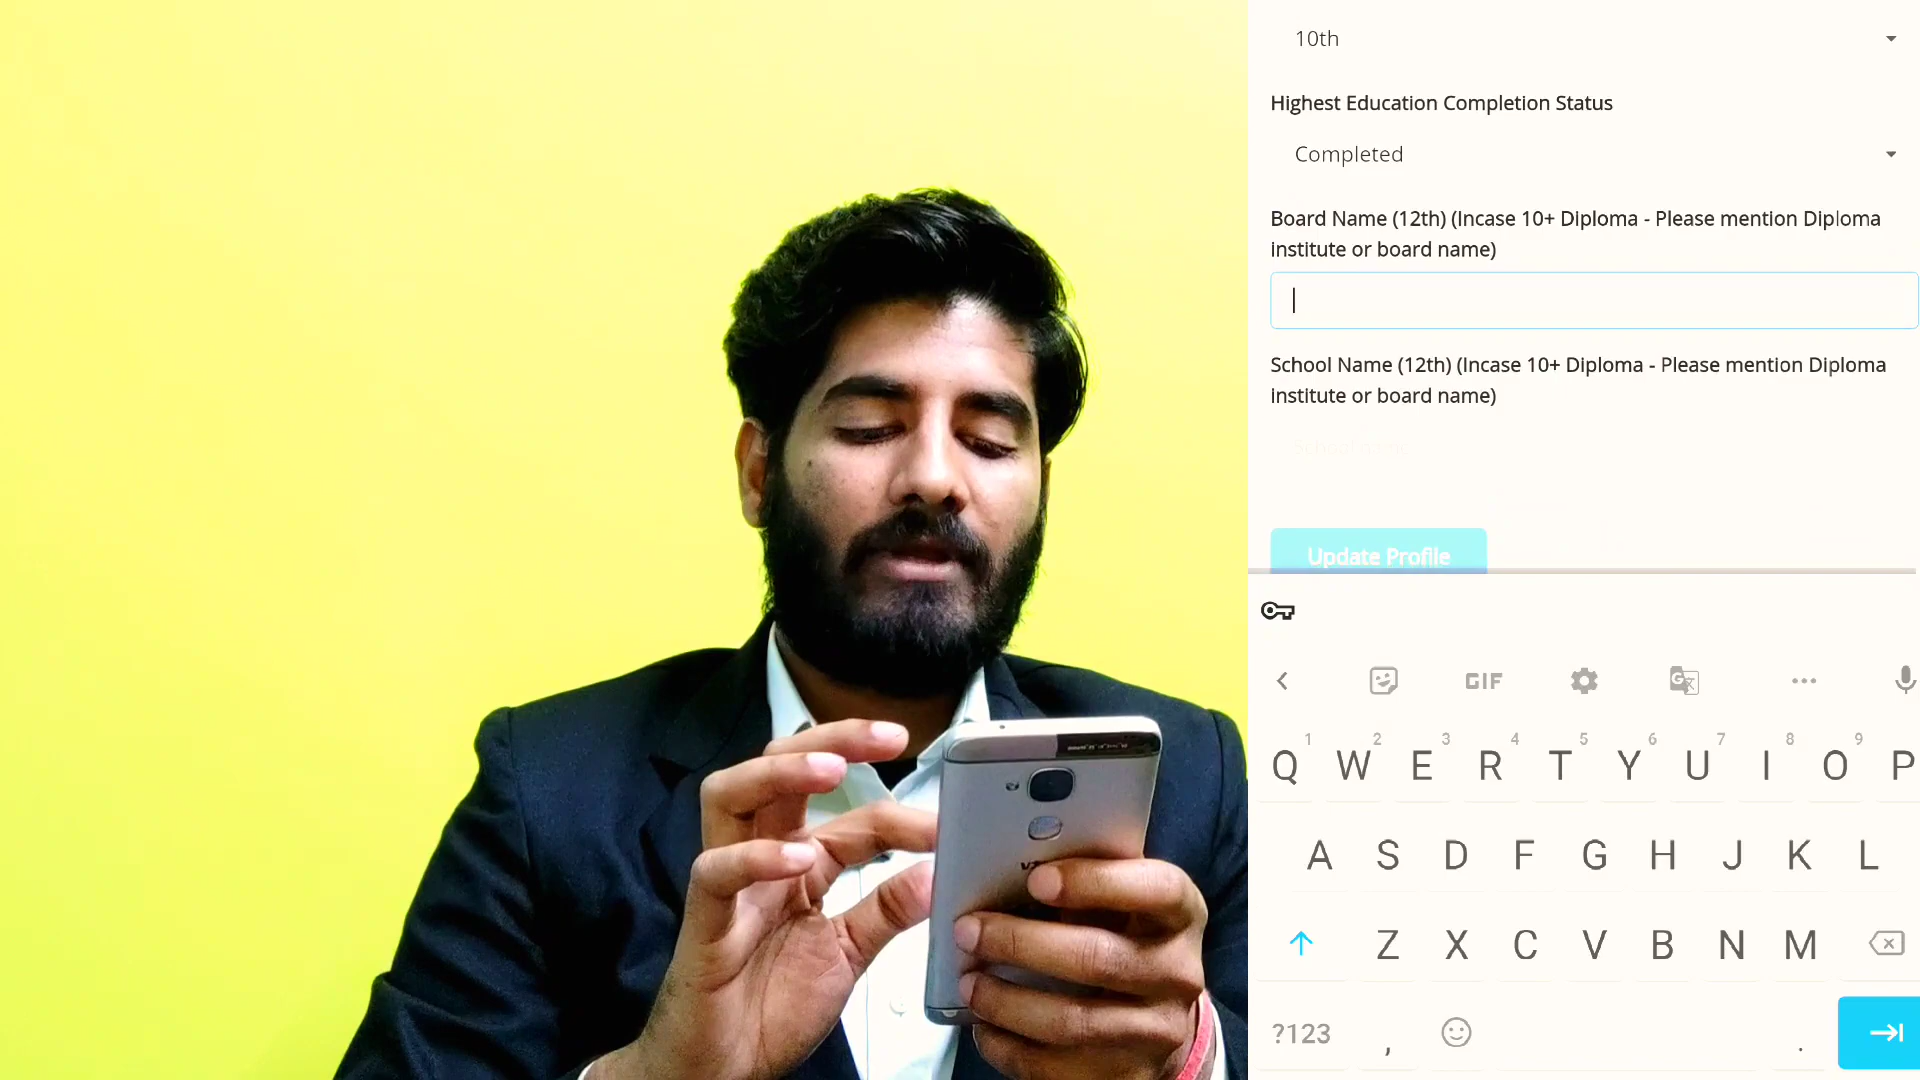 10th
Highest Education Completion Status
Completed
Board Name (12th) (Incase 10+ Diploma - Please mention Diploma
institute or board name)
School Name (12th) (Incase 10+ Diploma - Please mention Diploma
institute or board name)
School name
Update Profile
GIF
1 2 3 4 5 6 7 8 9
Q W E R T Y U I O P
A S D F G H J K L
Z X C V B N M
?123 , .